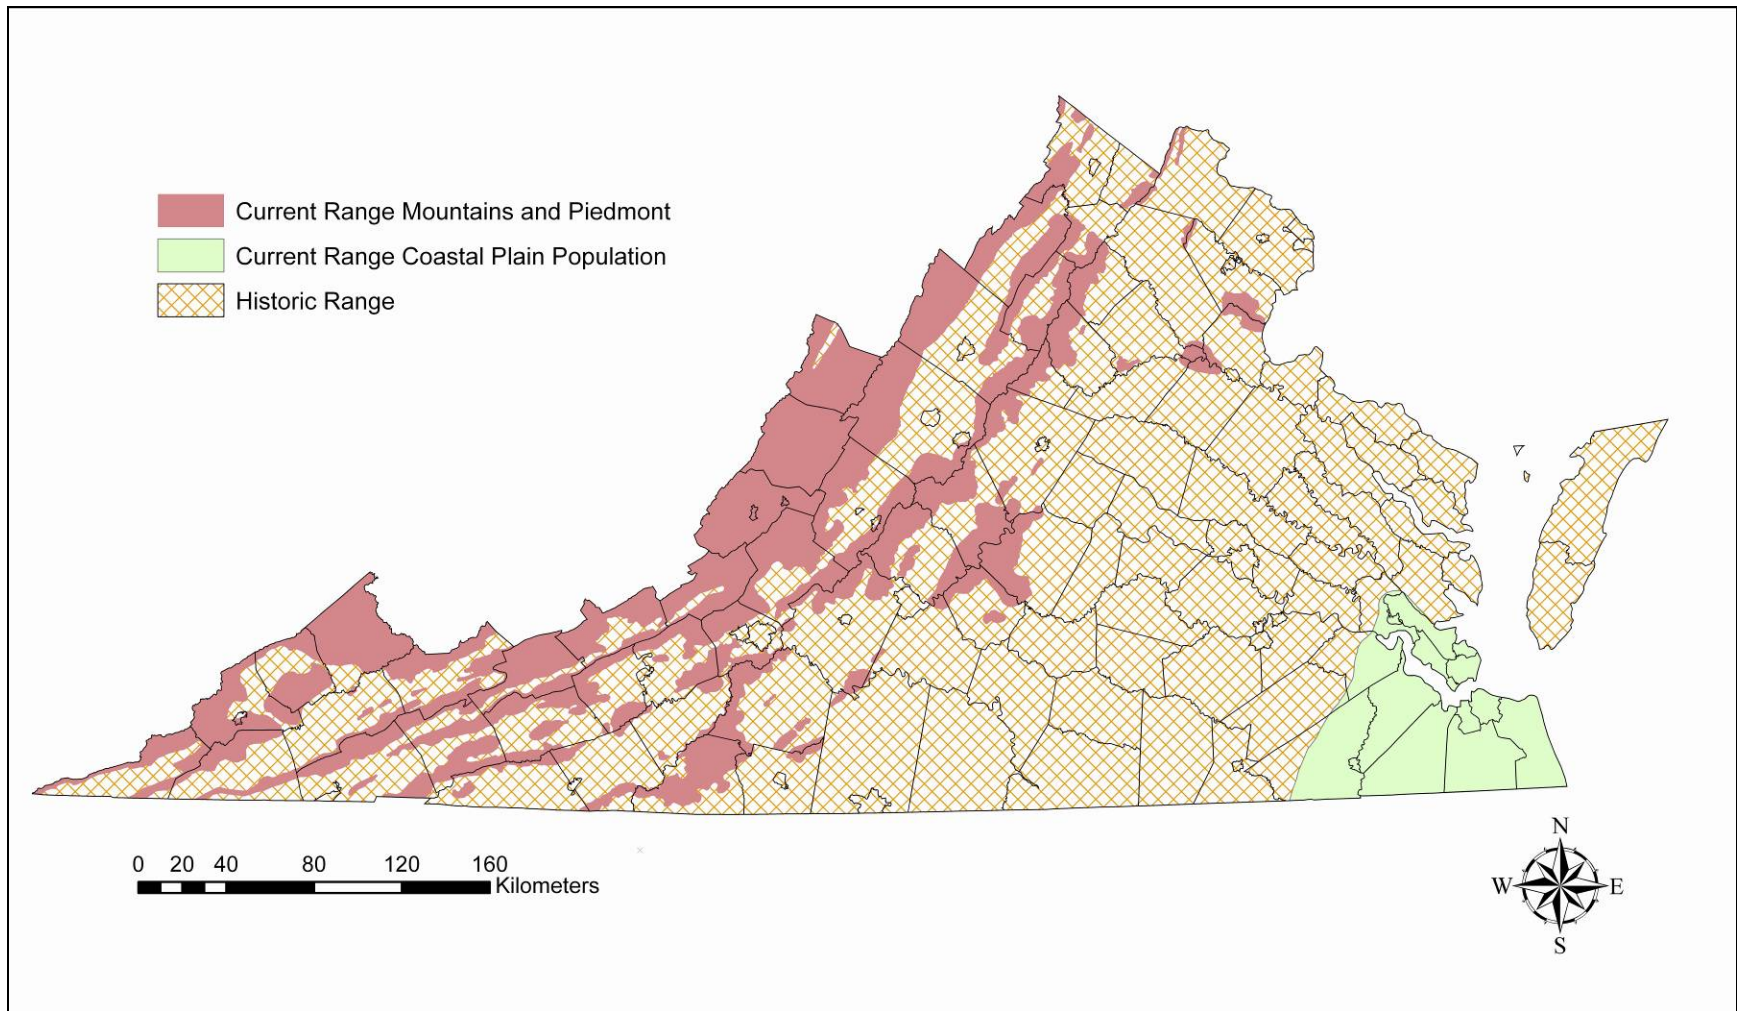 Current Range Mountains and Piedmont
Current Range Coastal Plain Population
Historic Range
0 20 40 80 120 160
Kilometers
N
W E
S